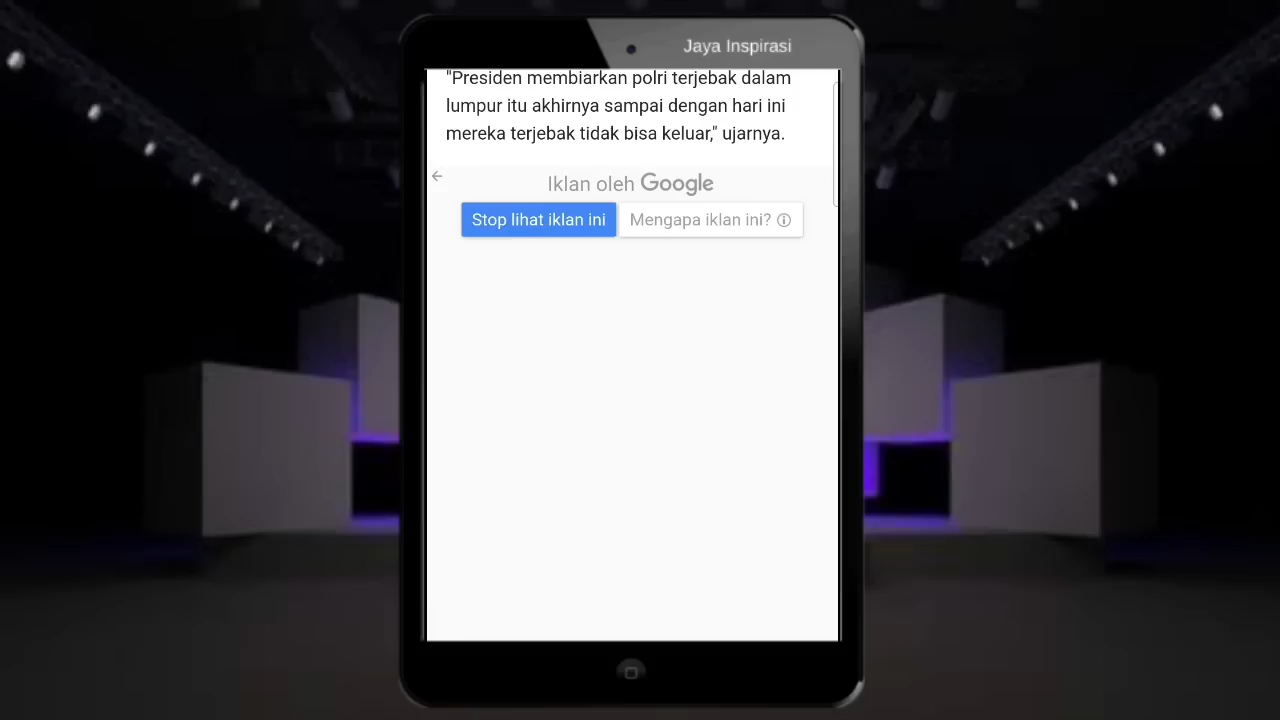 Jaya Inspirasi
"Presiden membiarkan polri terjebak dalam
lumpur itu akhirnya sampai dengan hari ini
mereka terjebak tidak bisa keluar," ujarnya.
Iklan oleh Google
Stop lihat iklan ini
Mengapa iklan ini?